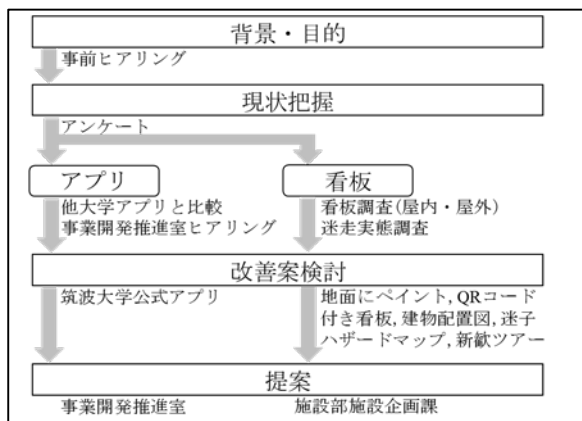 背景・目的
事前ヒアリング
現状把握
アンケート
アプリ
看板
他大学アプリと比較
事業開発推進室ヒアリング
看板調査(屋内・屋外)
迷走実態調査
改善案検討
筑波大学公式アプリ
地面にペイント, QRコード
付き看板, 建物配置図, 迷子
ハザードマップ, 新歓ツアー
提案
事業開発推進室
施設部施設企画課